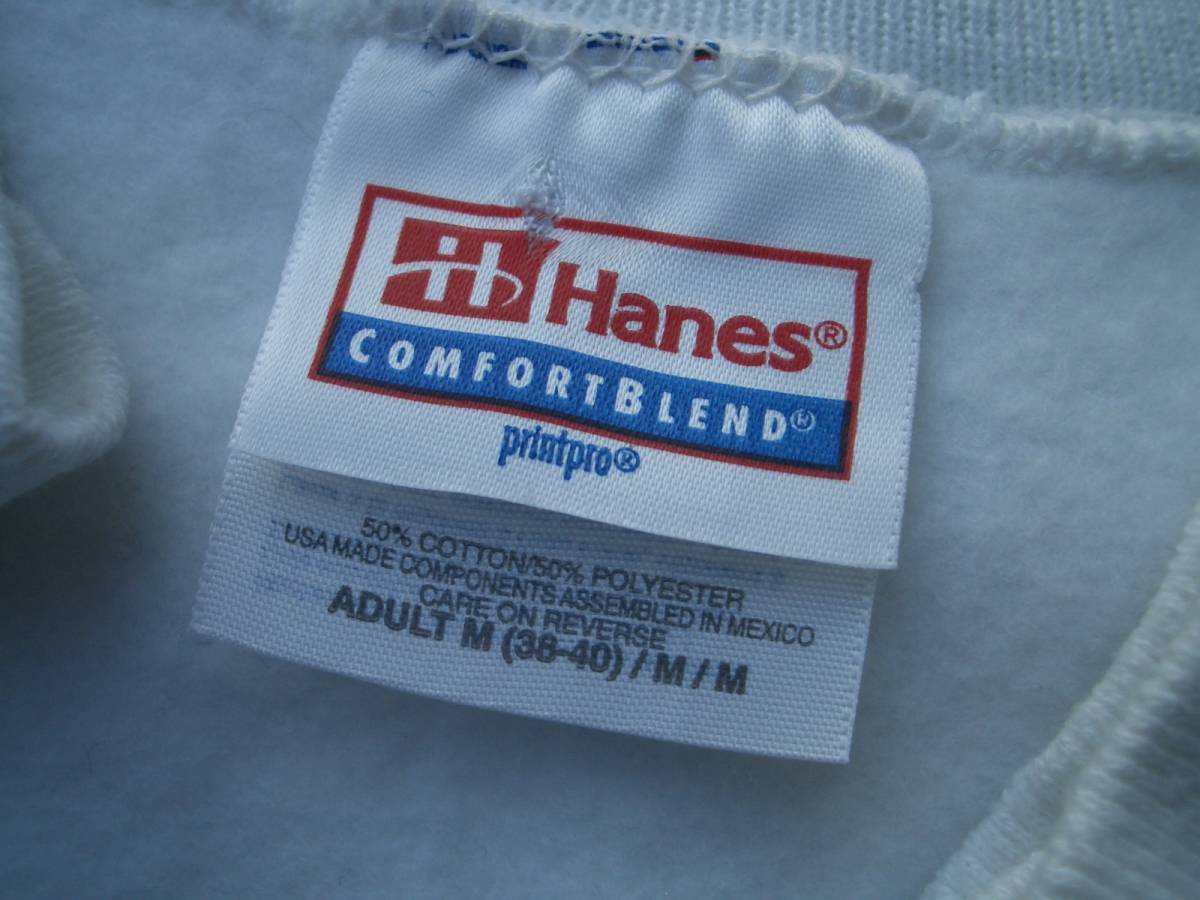 Hanes®
COMFORTBLEND®
printpro®
50% COTTON/50% POLYESTER
USA MADE COMPONENTS ASSEMBLED IN MEXICO
CARE ON REVERSE
ADULT M (38-40) / M / M